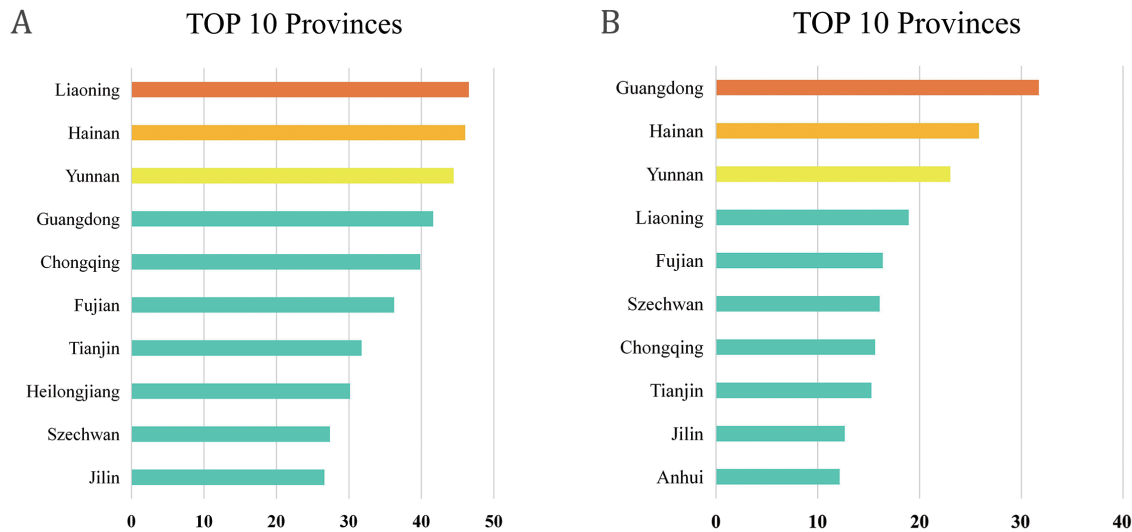 A
TOP 10 Provinces
Liaoning
Hainan
Yunnan
Guangdong
Chongqing
Fujian
Tianjin
Heilongjiang
Szechwan
Jilin
0 10 20 30 40 50
B
TOP 10 Provinces
Guangdong
Hainan
Yunnan
Liaoning
Fujian
Szechwan
Chongqing
Tianjin
Jilin
Anhui
0 10 20 30 40